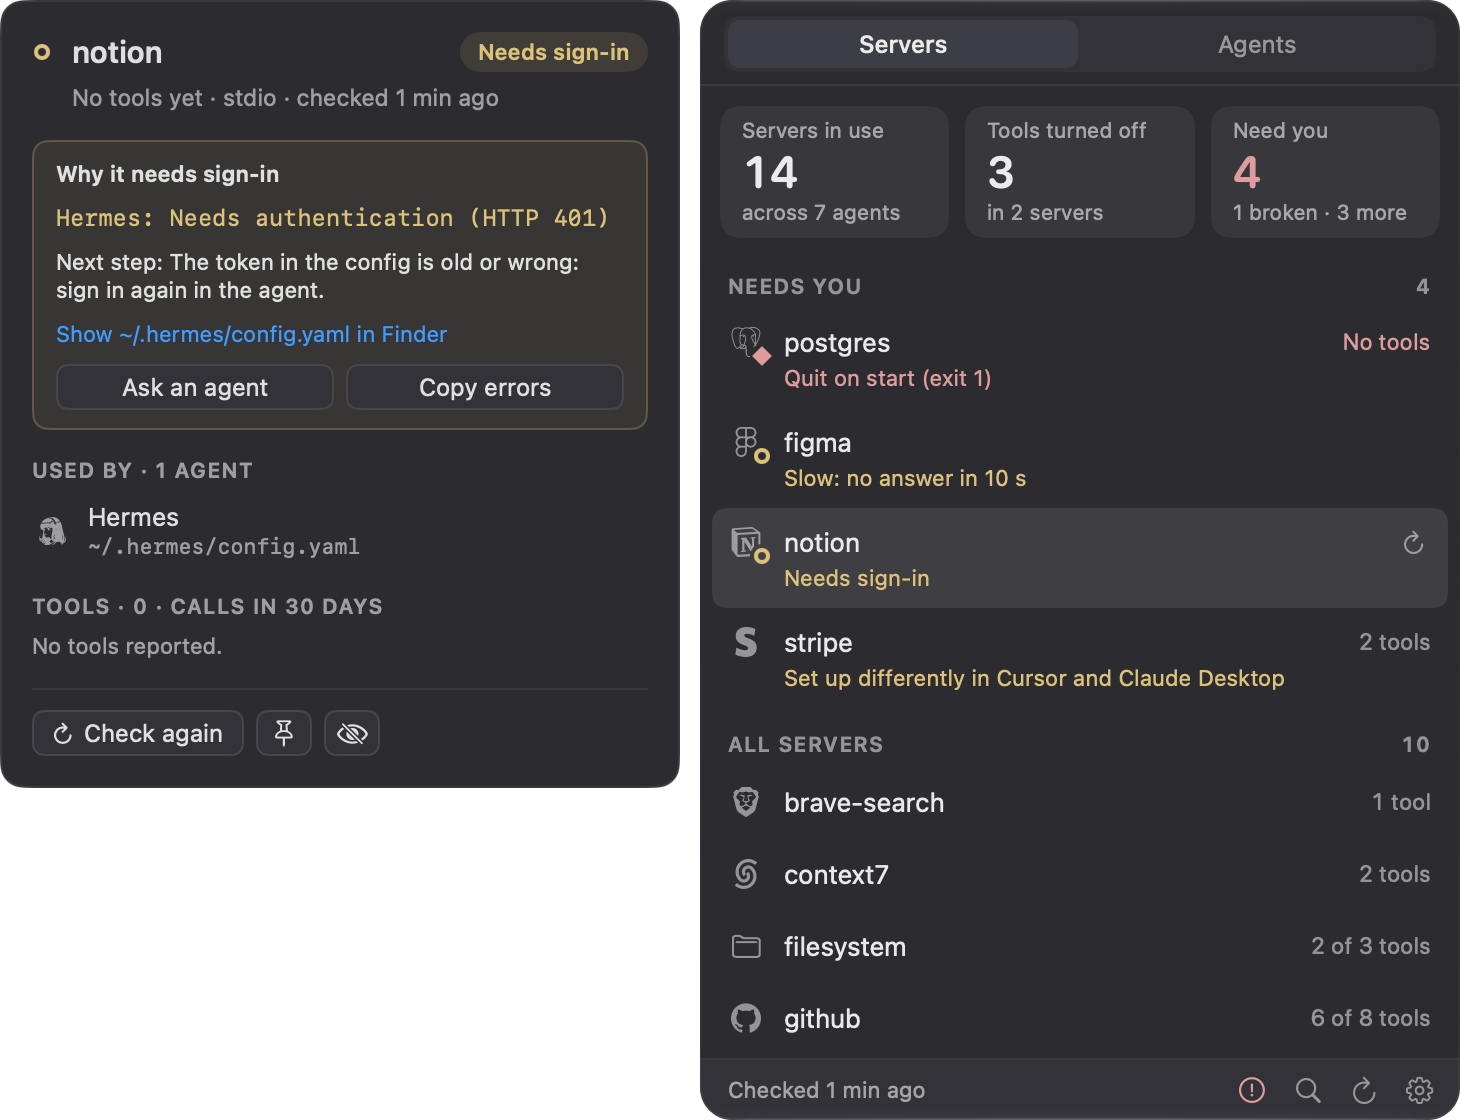 notion
Needs sign-in
No tools yet · stdio · checked 1 min ago
Why it needs sign-in
Hermes: Needs authentication (HTTP 401)
Next step: The token in the config is old or wrong:
sign in again in the agent.
Show ~/.hermes/config.yaml in Finder
Ask an agent
Copy errors
USED BY · 1 AGENT
Hermes
~/.hermes/config.yaml
TOOLS · 0 · CALLS IN 30 DAYS
No tools reported.
Check again
Servers
Agents
Servers in use
14
across 7 agents
Tools turned off
3
in 2 servers
Need you
4
1 broken · 3 more
NEEDS YOU
4
postgres
No tools
Quit on start (exit 1)
figma
Slow: no answer in 10 s
notion
Needs sign-in
stripe
2 tools
Set up differently in Cursor and Claude Desktop
ALL SERVERS
10
brave-search
1 tool
context7
2 tools
filesystem
2 of 3 tools
github
6 of 8 tools
Checked 1 min ago